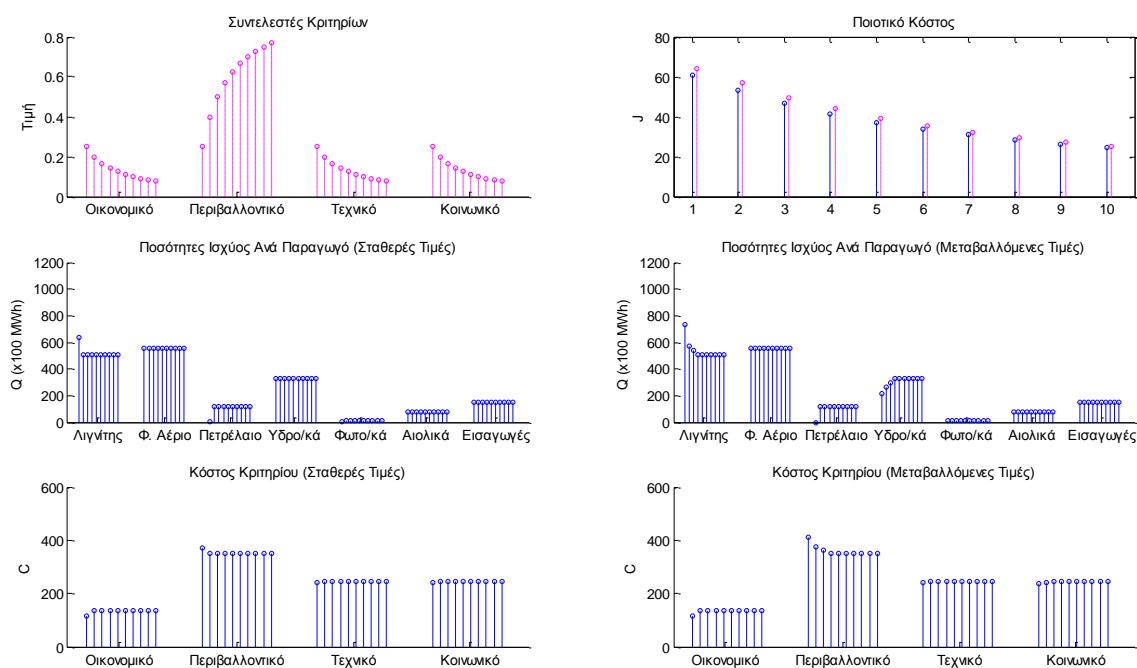 Συντελεστές Κριτηρίων
Τιμή
0.8
0.6
0.4
0.2
0
Οικονομικό Περιβαλλοντικό Τεχνικό Κοινωνικό
Ποιοτικό Κόστος
J
80
60
40
20
0
1 2 3 4 5 6 7 8 9 10
Ποσότητες Ισχύος Ανά Παραγωγό (Σταθερές Τιμές)
Q (x100 MWh)
1200
1000
800
600
400
200
0
Λιγνίτης Φ. Αέριο Πετρέλαιο Υδρο/κά Φωτο/κά Αιολικά Εισαγωγές
Ποσότητες Ισχύος Ανά Παραγωγό (Μεταβαλλόμενες Τιμές)
Q (x100 MWh)
1200
1000
800
600
400
200
0
Λιγνίτης Φ. Αέριο Πετρέλαιο Υδρο/κά Φωτο/κά Αιολικά Εισαγωγές
Κόστος Κριτηρίου (Σταθερές Τιμές)
C
600
400
200
0
Οικονομικό Περιβαλλοντικό Τεχνικό Κοινωνικό
Κόστος Κριτηρίου (Μεταβαλλόμενες Τιμές)
C
600
400
200
0
Οικονομικό Περιβαλλοντικό Τεχνικό Κοινωνικό